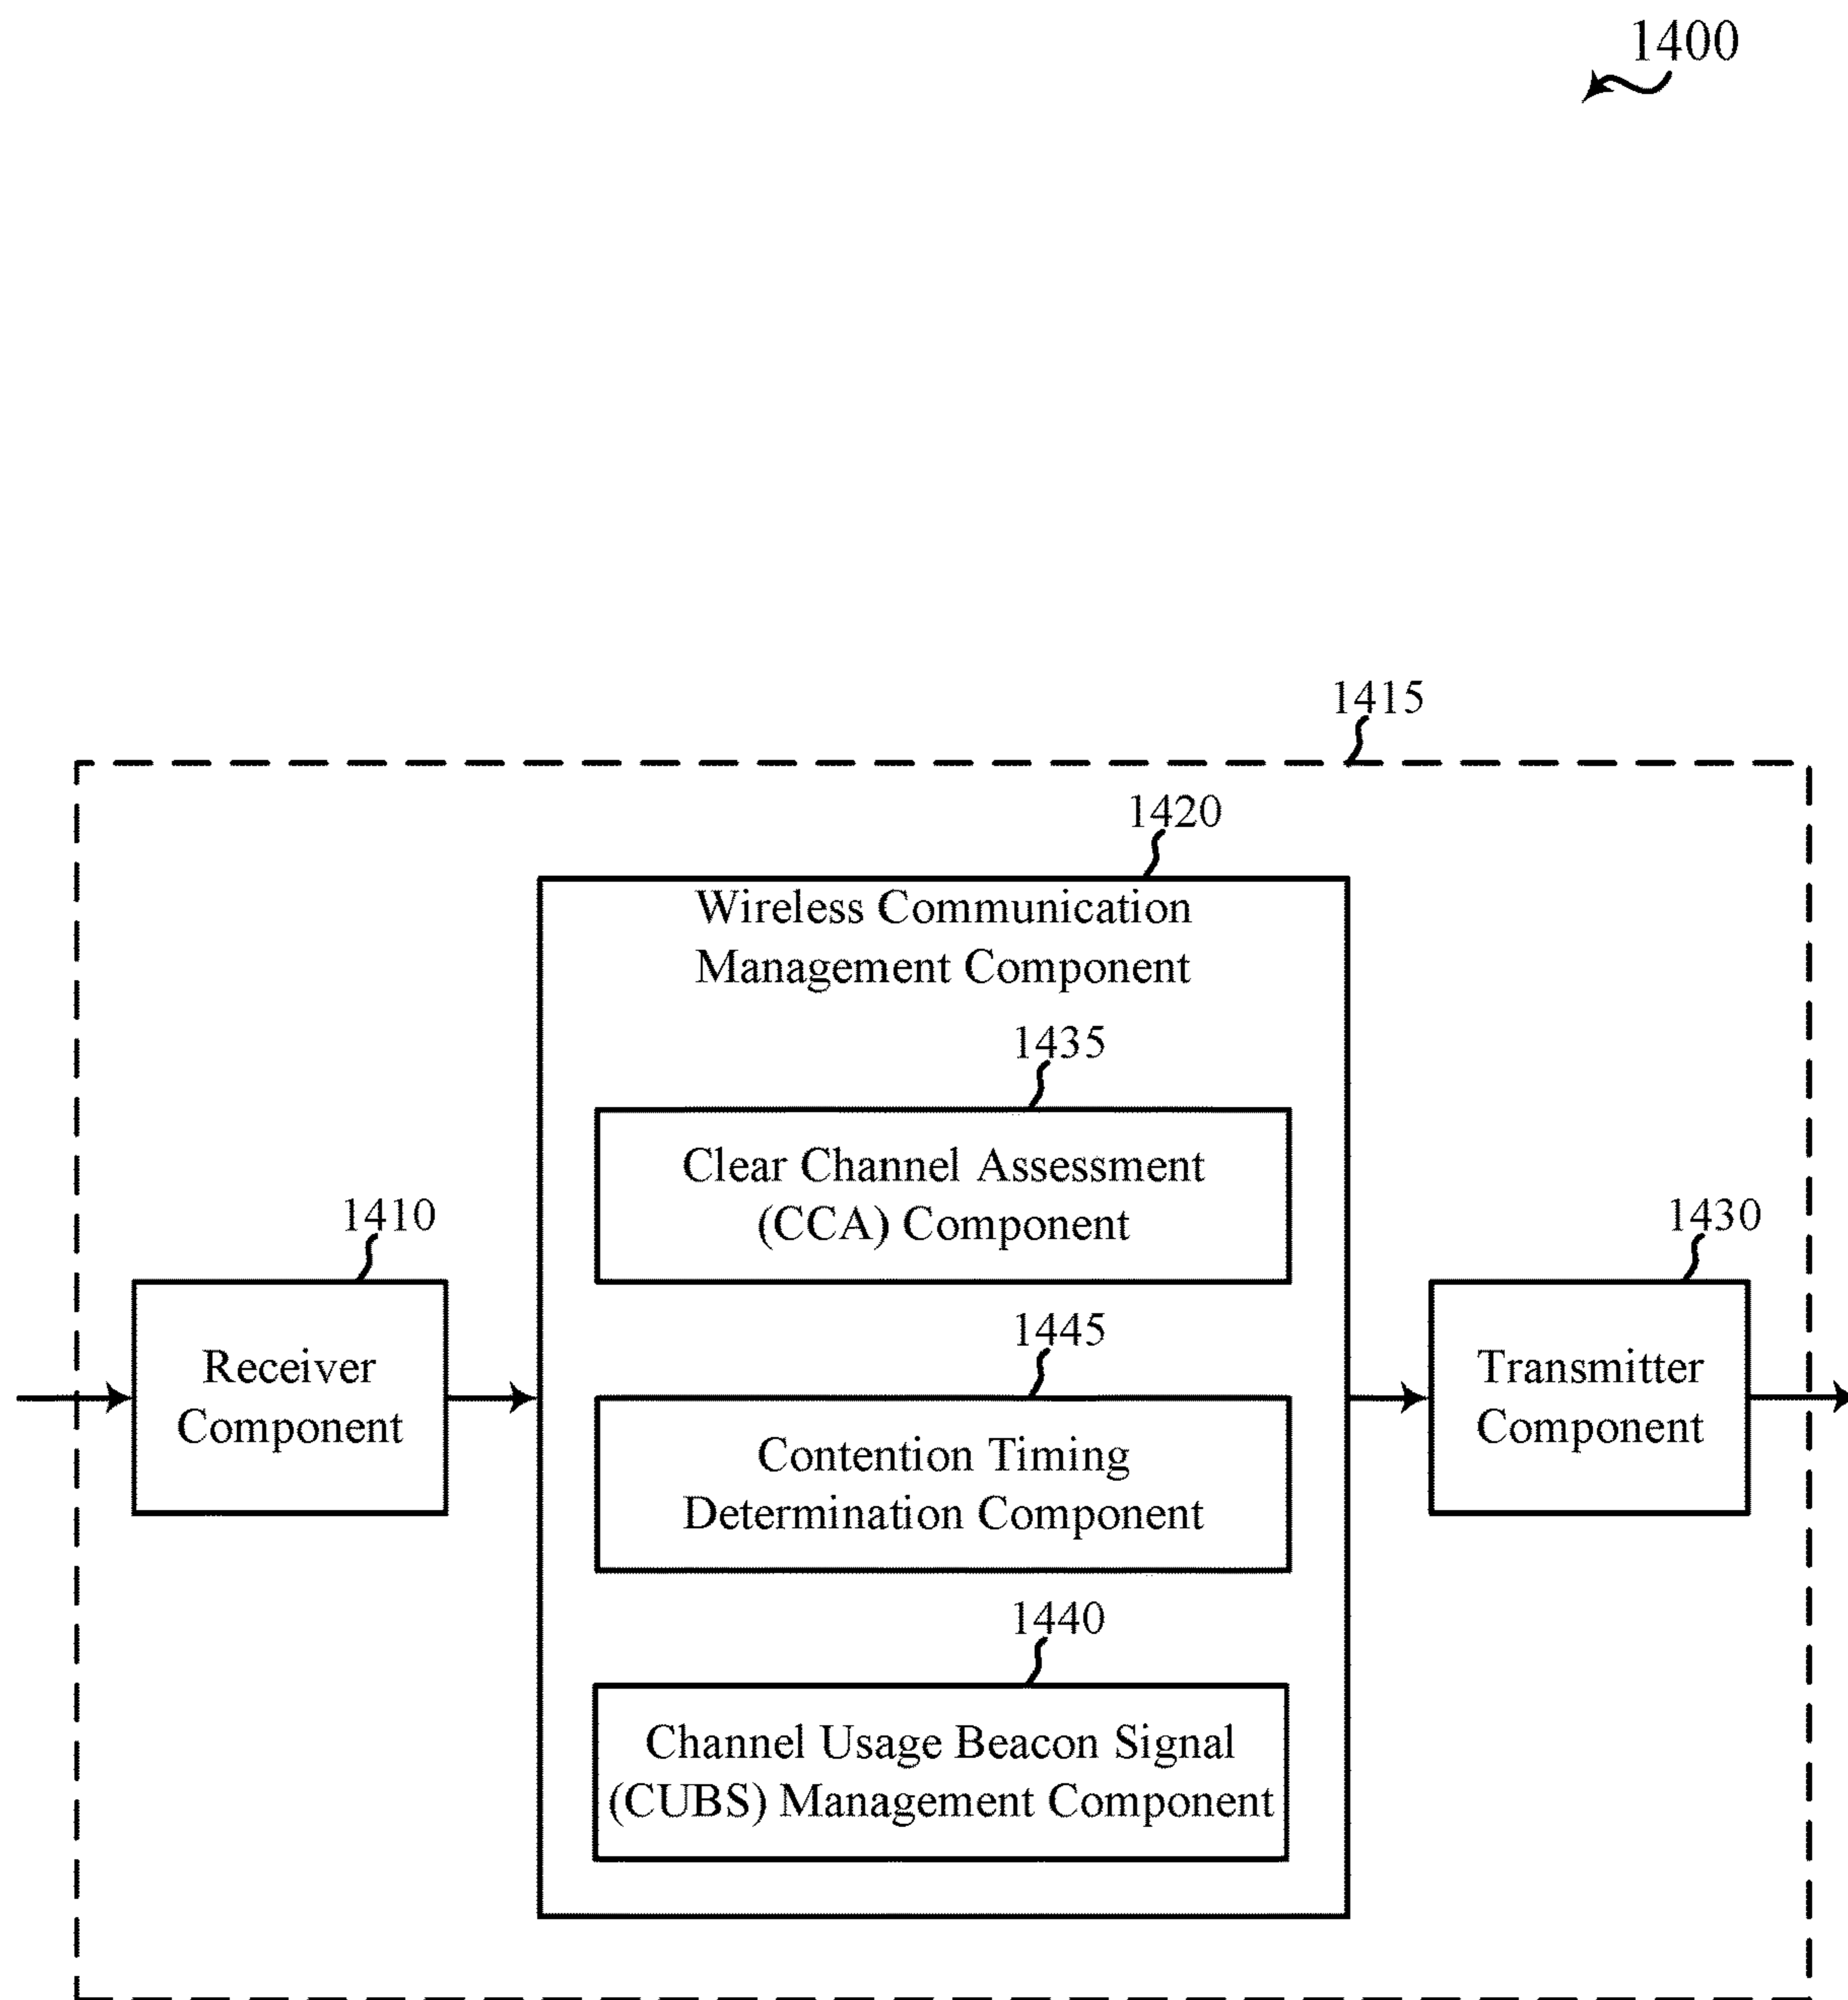 1400
1415
1420
Wireless Communication
Management Component
1435
Clear Channel Assessment
(CCA) Component
1410
Receiver
Component
1445
Contention Timing
Determination Component
1430
Transmitter
Component
1440
Channel Usage Beacon Signal
(CUBS) Management Component